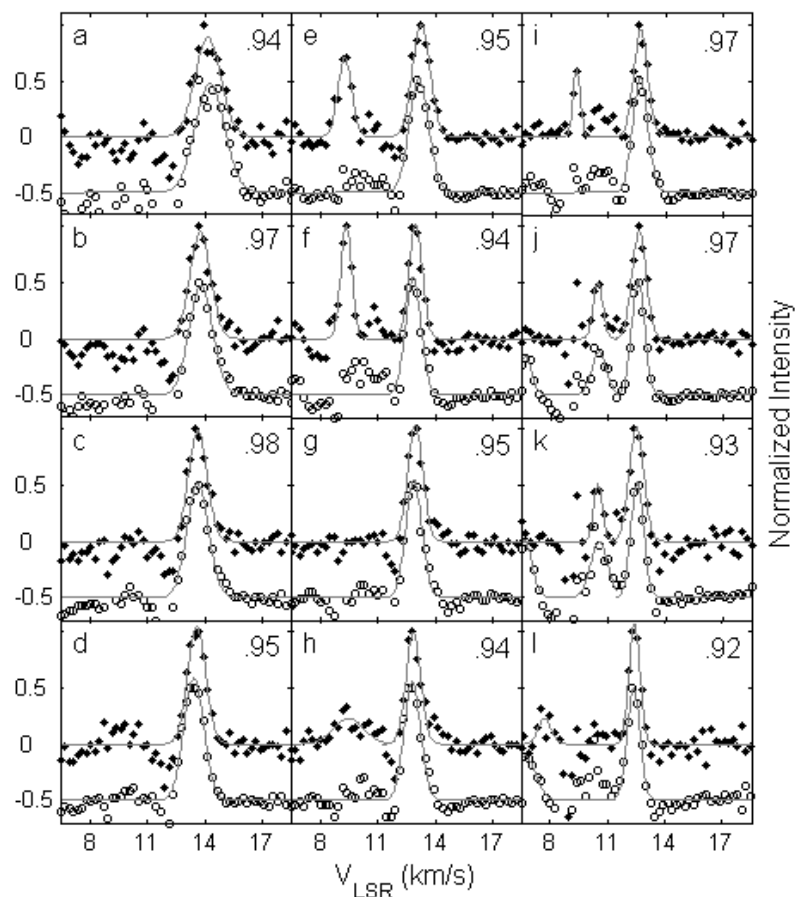 a .94 e .95 i .97
0.5
0
-0.5
b .97 f .94 j .97
0.5
0
-0.5
c .98 g .95 k .93
0.5
0
-0.5
d .95 h .94 l .92
0.5
0
-0.5
8 11 14 17 8 11 14 17 8 11 14 17
V_LSR (km/s)
Normalized Intensity